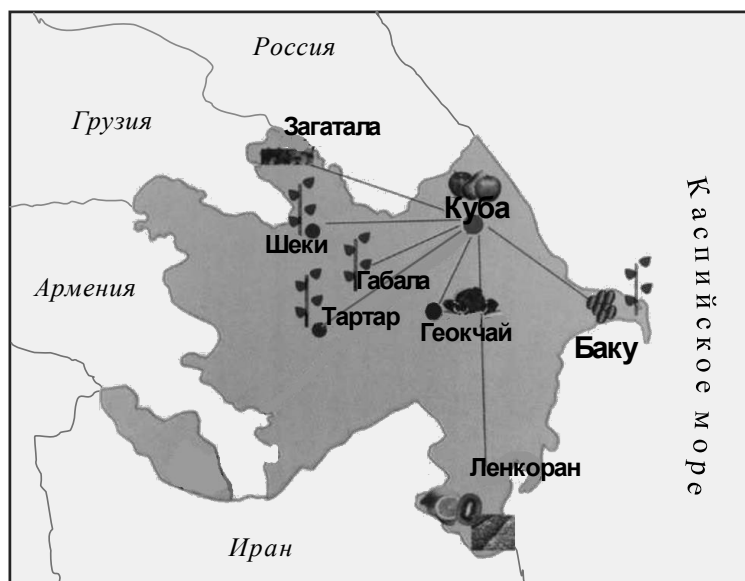 Россия
Грузия
Загатала
Куба
Шеки
Габала
Армения
Тартар
Геокчай
Баку
Каспийское море
Ленкоран
Иран